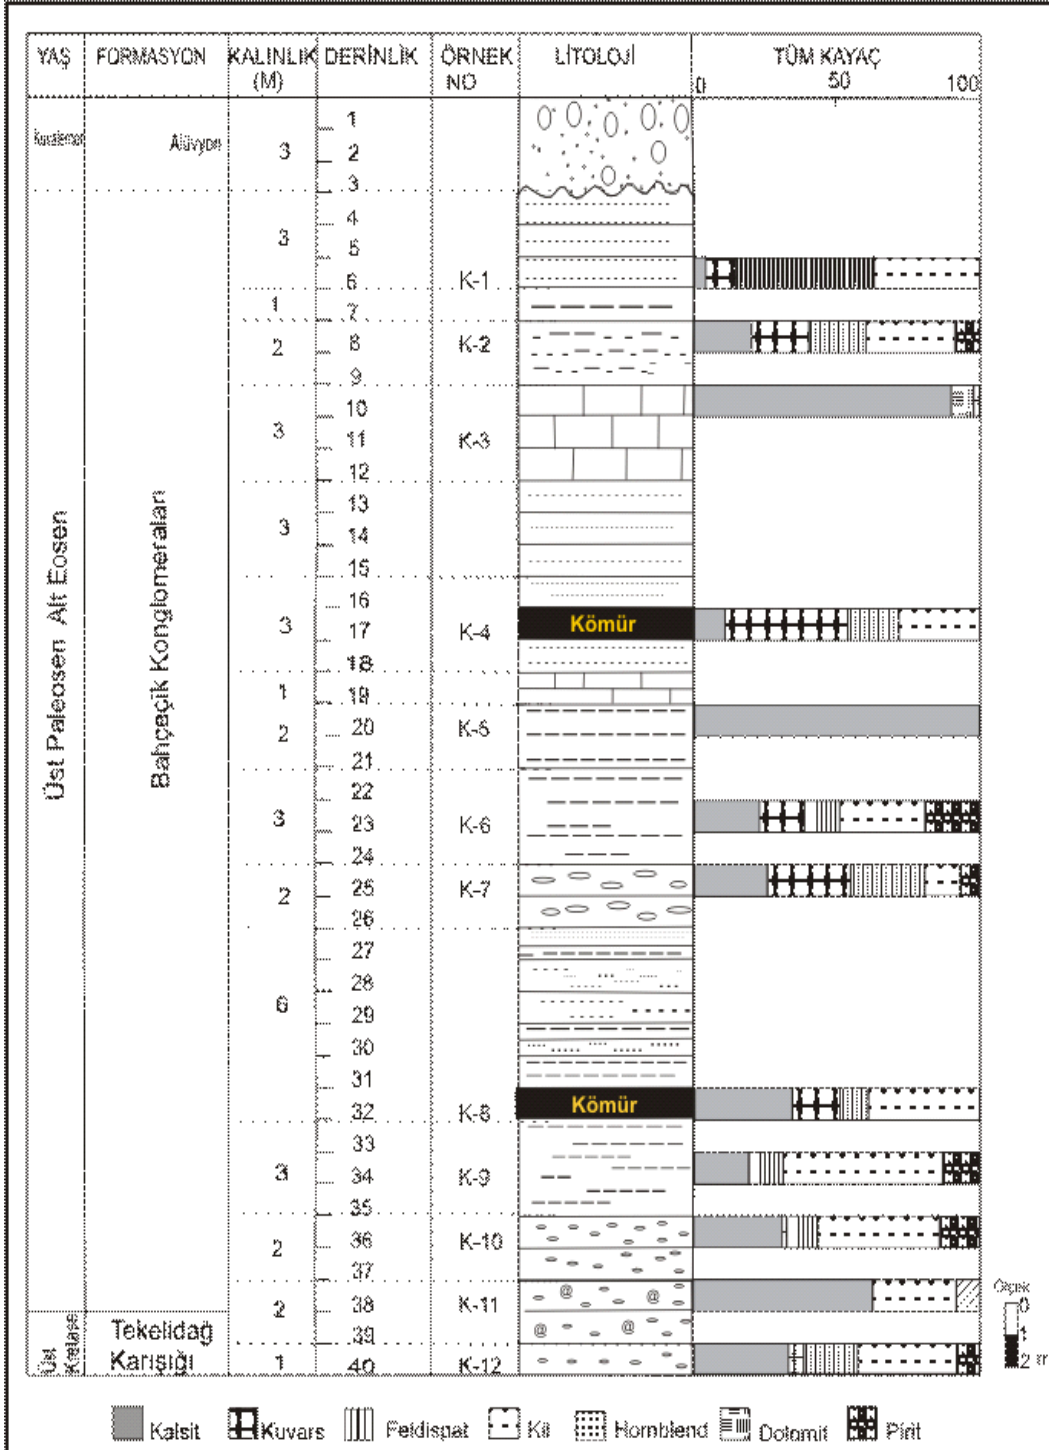 YAŞ FORMASYON KALINLIK (M) DERİNLİK ÖRNEK NO LİTOLOJİ TÜM KAYAÇ
0 50 100
Alüvyon
3
1
2
3
3
4
5
6
K-1
1
7
2
8
K-2
9
3
10
11
K-3
12
3
13
14
15
3
16
17
K-4
Kömür
18
1
19
2
20
K-5
21
3
22
23
K-6
24
2
25
K-7
26
6
27
28
29
30
31
32
K-8
Kömür
3
33
34
K-9
35
2
36
K-10
37
2
38
K-11
39
1
40
K-12
Üst Paleosen Alt Eosen
Bahçeçik Konglomeraları
Üst Kretase
Tekelidağ
Karışığı
@ @
@ @
Ölçek
0
1
2 m
Kalsit Kuvars Feldispat Kil Hornblend Dolomit Pirit